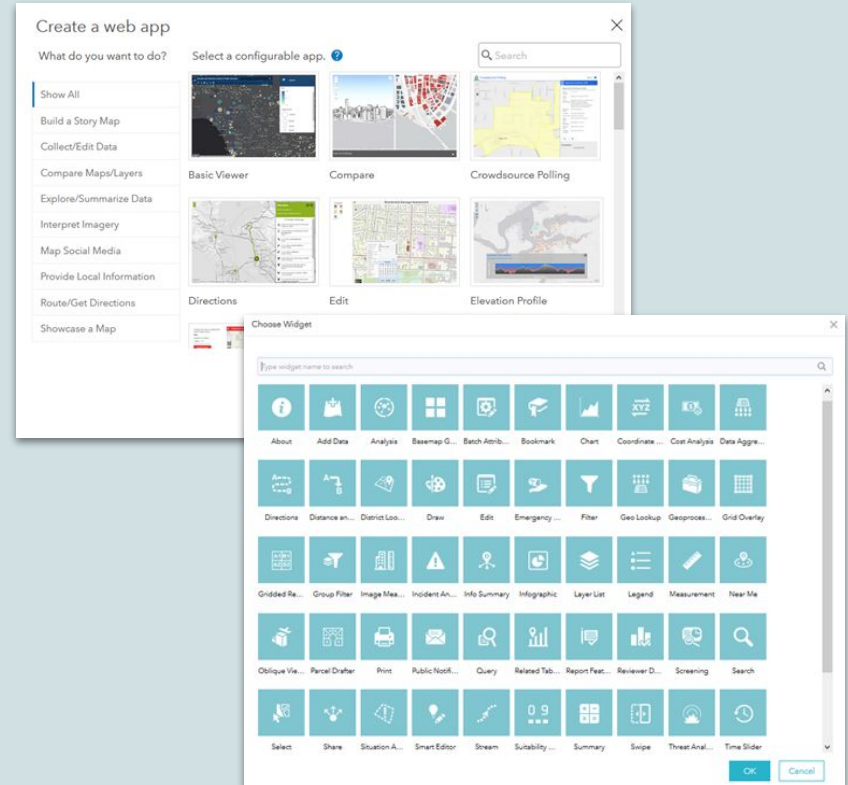 Create a web app
What do you want to do?
Select a configurable app.
Search
Show All
Build a Story Map
Collect/Edit Data
Compare Maps/Layers
Explore/Summarize Data
Interpret Imagery
Map Social Media
Provide Local Information
Route/Get Directions
Showcase a Map
Basic Viewer
Compare
Crowdsource Polling
Directions
Edit
Elevation Profile
Choose Widget
Type widget name to search
About
Add Data
Analysis
Basemap G...
Batch Attrib...
Bookmark
Chart
XYZ
Coordinate ...
Cost Analysis
Data Aggre...
Directions
Distance an...
District Loo...
Draw
Edit
Emergency ...
Filter
Geo Lookup
Geoproces...
Grid Overlay
Gridded Re...
Group Filter
Image Mea...
Incident An...
Info Summary
Infographic
Layer List
Legend
Measurement
Near Me
Oblique Vie...
Parcel Drafter
Print
Public Notifi...
Query
Related Tab...
Report Feat...
Reviewer D...
Screening
Search
Select
Share
Situation A...
Smart Editor
Stream
0 9
Suitability ...
Summary
Swipe
Threat Anal...
Time Slider
OK
Cancel